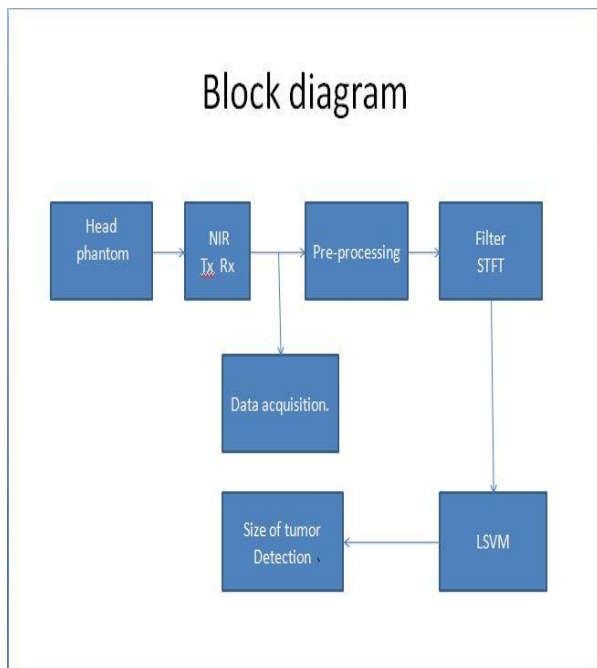 Block diagram
Head
phantom
NIR
Tx Rx
Pre-processing
Filter
STFT
Data acquisition.
Size of tumor
Detection
LSVM